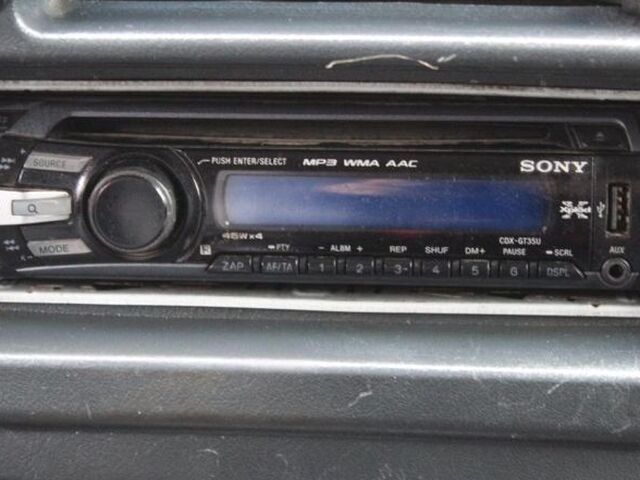 PUSH ENTER/SELECT MP3 WMA AAC SONY
SOURCE
MODE
45W×4
CDX-GT35U
PTY - ALBM + REP SHUF DM+ PAUSE SCRL AUX
ZAP AF/TA 1 2 3 4 5 6 DSPL